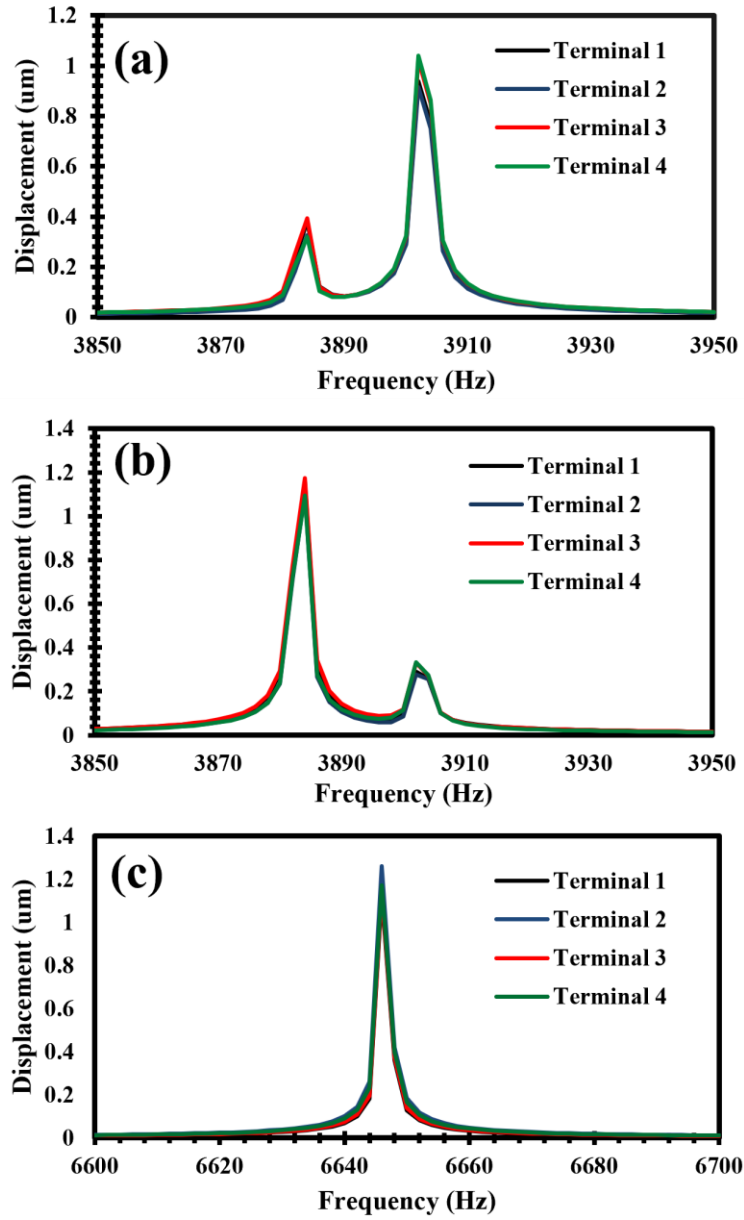 1.2
1
0.8
0.6
0.4
0.2
0
Displacement (um)
(a)
Terminal 1
Terminal 2
Terminal 3
Terminal 4
3850 3870 3890 3910 3930 3950
Frequency (Hz)
1.4
1.2
1
0.8
0.6
0.4
0.2
0
Displacement (um)
(b)
Terminal 1
Terminal 2
Terminal 3
Terminal 4
3850 3870 3890 3910 3930 3950
Frequency (Hz)
1.4
1.2
1
0.8
0.6
0.4
0.2
0
Displacement (um)
(c)
Terminal 1
Terminal 2
Terminal 3
Terminal 4
6600 6620 6640 6660 6680 6700
Frequency (Hz)